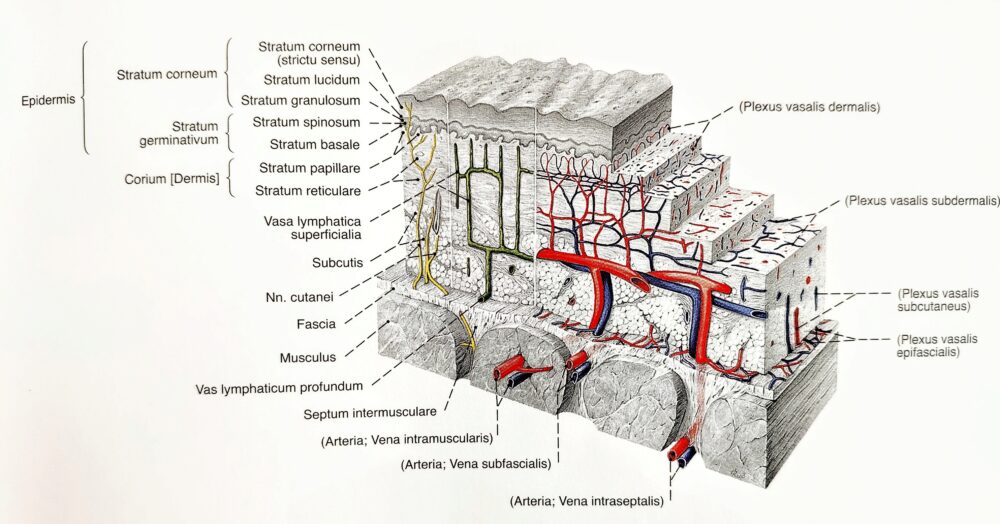 Epidermis
Stratum corneum
Stratum
germinativum
Corium [Dermis]
Stratum corneum
(strictu sensu)
Stratum lucidum
Stratum granulosum
Stratum spinosum
Stratum basale
Stratum papillare
Stratum reticulare
Vasa lymphatica
superficialia
Subcutis
Nn. cutanei
Fascia
Musculus
Vas lymphaticum profundum
Septum intermusculare
(Arteria; Vena intramuscularis)
(Arteria; Vena subfascialis)
(Arteria; Vena intraseptalis)
(Plexus vasalis dermalis)
(Plexus vasalis subdermalis)
(Plexus vasalis
subcutaneus)
(Plexus vasalis
epifascialis)